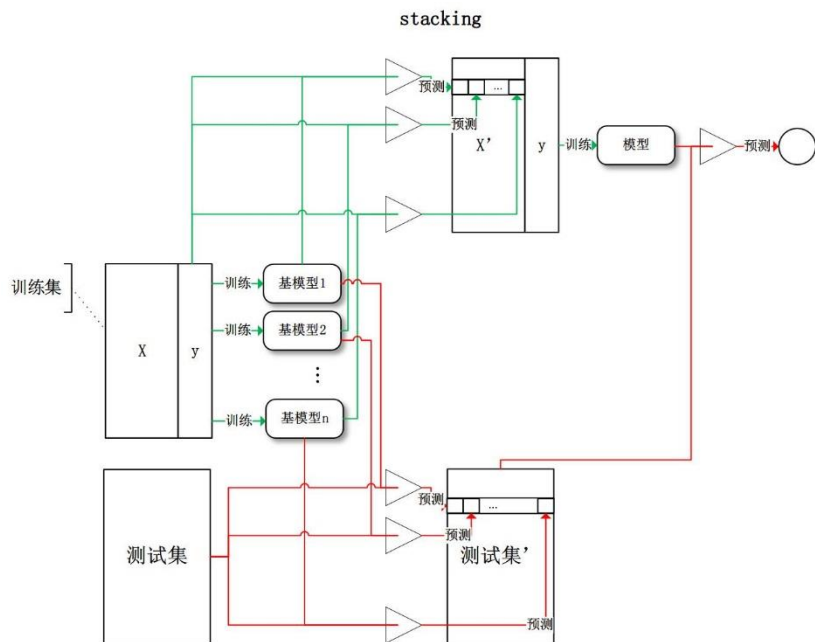 stacking
预测
...
预测
X'
y
训练
模型
预测
训练集
X
y
训练
基模型1
训练
基模型2
⋮
训练
基模型n
测试集
预测
...
预测
测试集'